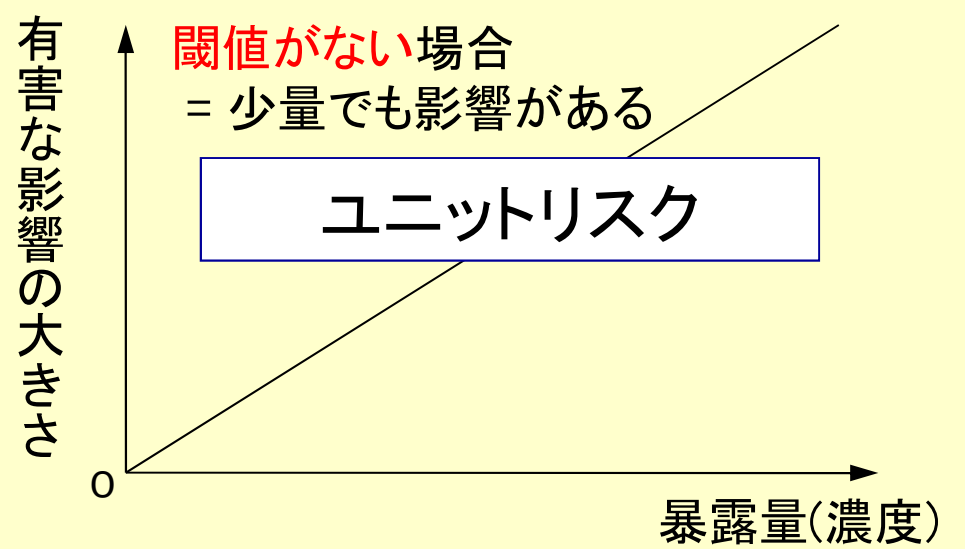 有害な影響の大きさ
閾値がない場合
= 少量でも影響がある
ユニットリスク
0
暴露量(濃度)